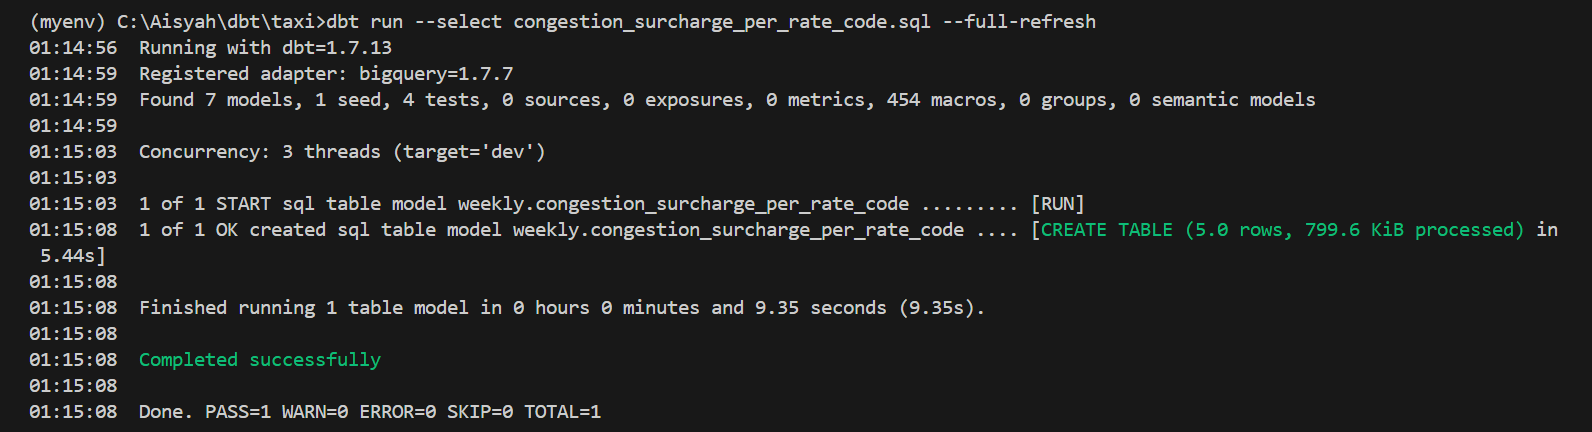 (myenv) C:\Aisyah\dbt\taxi>dbt run --select congestion_surcharge_per_rate_code.sql --full-refresh
01:14:56  Running with dbt=1.7.13
01:14:59  Registered adapter: bigquery=1.7.7
01:14:59  Found 7 models, 1 seed, 4 tests, 0 sources, 0 exposures, 0 metrics, 454 macros, 0 groups, 0 semantic models
01:14:59
01:15:03  Concurrency: 3 threads (target='dev')
01:15:03
01:15:03  1 of 1 START sql table model weekly.congestion_surcharge_per_rate_code ......... [RUN]
01:15:08  1 of 1 OK created sql table model weekly.congestion_surcharge_per_rate_code .... [CREATE TABLE (5.0 rows, 799.6 KiB processed) in
 5.44s]
01:15:08
01:15:08  Finished running 1 table model in 0 hours 0 minutes and 9.35 seconds (9.35s).
01:15:08
01:15:08  Completed successfully
01:15:08
01:15:08  Done. PASS=1 WARN=0 ERROR=0 SKIP=0 TOTAL=1